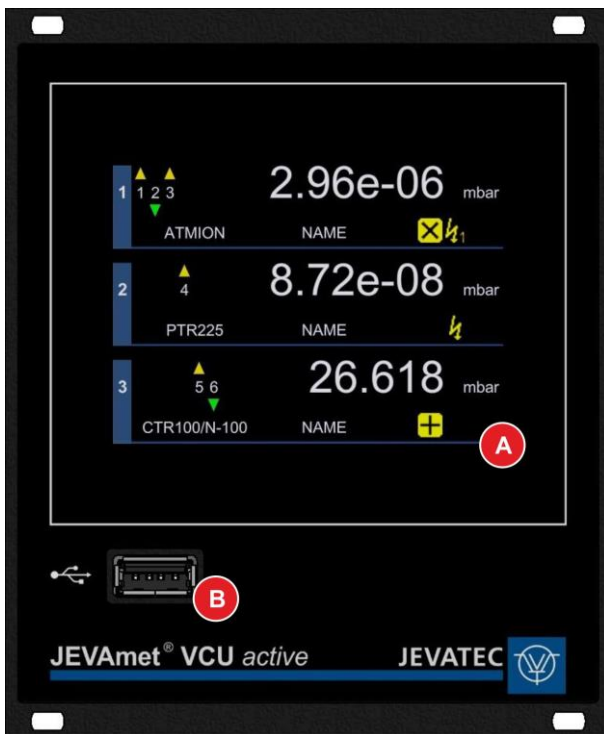 1 1 2 3 2.96e-06 mbar
ATMION NAME 1
2 4 8.72e-08 mbar
PTR225 NAME
3 5 6 26.618 mbar
CTR100/N-100 NAME
A
B
JEVAmet® VCU active JEVATEC